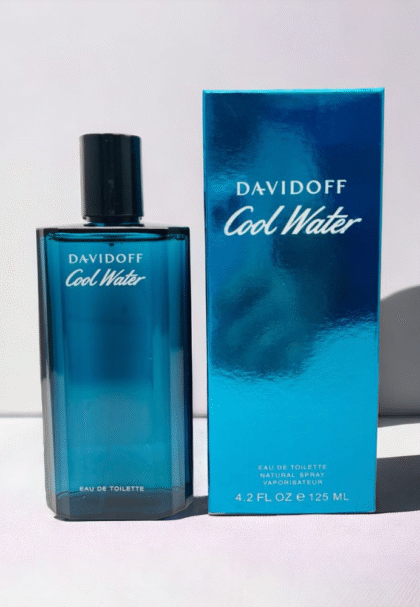 DAVIDOFF
Cool Water
EAU DE TOILETTE
DAVIDOFF
Cool Water
EAU DE TOILETTE
NATURAL SPRAY
VAPORISATEUR
4.2 FL OZ e 125 ML